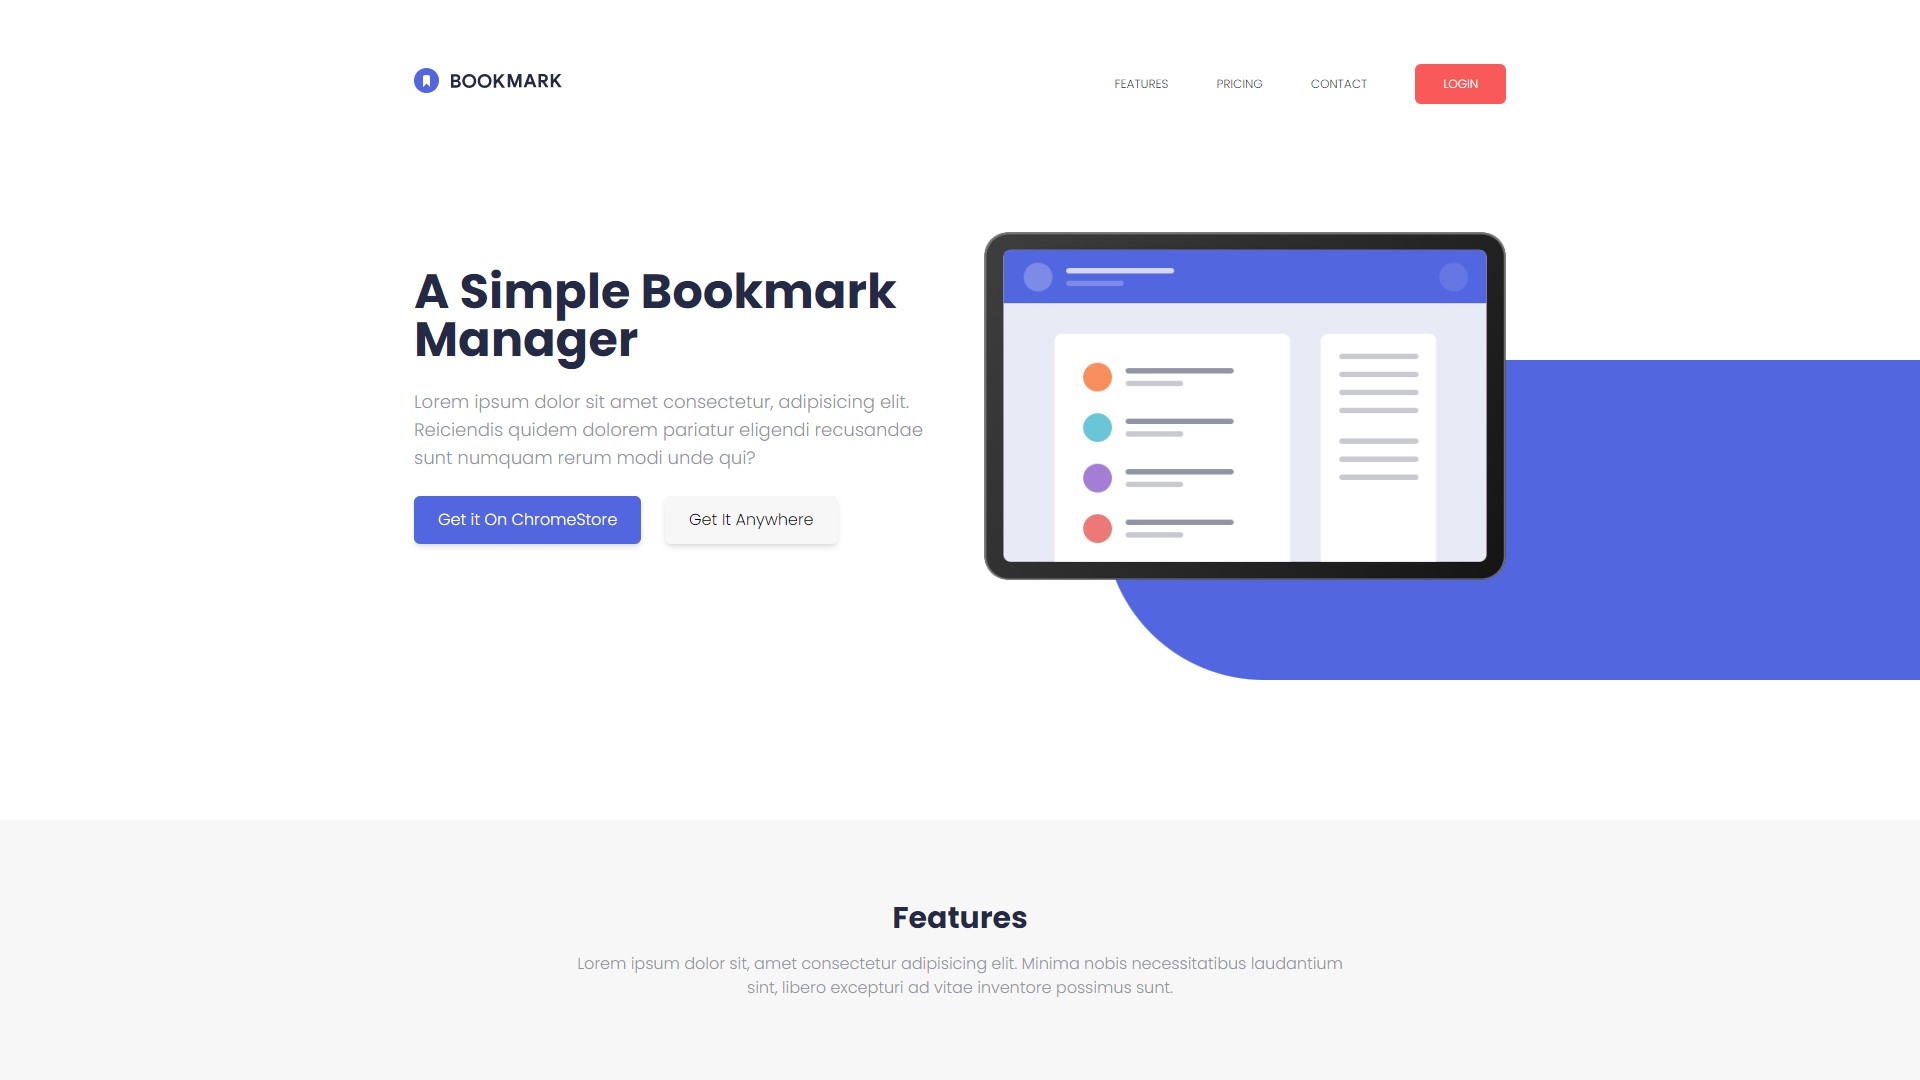 BOOKMARK
FEATURES
PRICING
CONTACT
LOGIN
A Simple Bookmark
Manager
Lorem ipsum dolor sit amet consectetur, adipisicing elit.
Reiciendis quidem dolorem pariatur eligendi recusandae
sunt numquam rerum modi unde qui?
Get it On ChromeStore
Get It Anywhere
Features
Lorem ipsum dolor sit, amet consectetur adipisicing elit. Minima nobis necessitatibus laudantium
sint, libero excepturi ad vitae inventore possimus sunt.